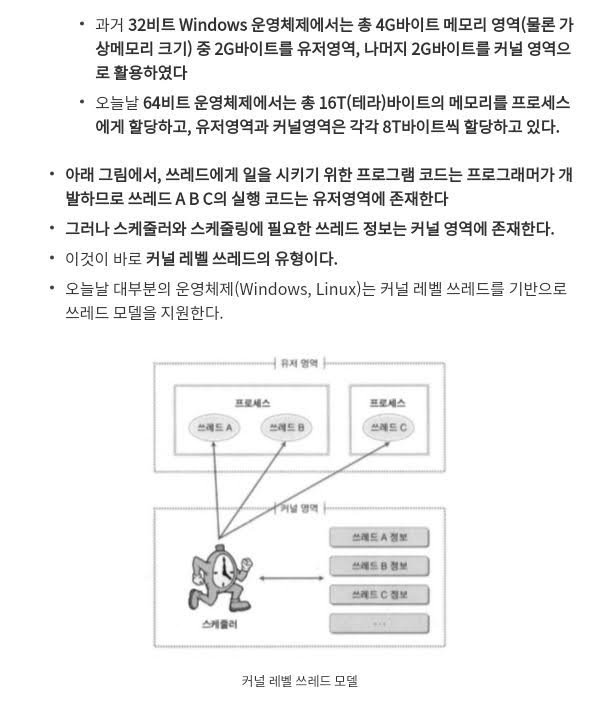 • 과거 32비트 Windows 운영체제에서는 총 4G바이트 메모리 영역(물론 가
상메모리 크기) 중 2G바이트를 유저영역, 나머지 2G바이트를 커널 영역으
로 활용하였다
• 오늘날 64비트 운영체제에서는 총 16T(테라)바이트의 메모리를 프로세스
에게 할당하고, 유저영역과 커널영역은 각각 8T바이트씩 할당하고 있다.
• 아래 그림에서, 쓰레드에게 일을 시키기 위한 프로그램 코드는 프로그래머가 개
발하므로 쓰레드 A B C의 실행 코드는 유저영역에 존재한다
• 그러나 스케줄러와 스케줄링에 필요한 쓰레드 정보는 커널 영역에 존재한다.
• 이것이 바로 커널 레벨 쓰레드의 유형이다.
• 오늘날 대부분의 운영체제(Windows, Linux)는 커널 레벨 쓰레드를 기반으로
쓰레드 모델을 지원한다.
유저 영역
프로세스
프로세스
쓰레드 A
쓰레드 B
쓰레드 C
커널 영역
쓰레드 A 정보
쓰레드 B 정보
쓰레드 C 정보
...
스케줄러
커널 레벨 쓰레드 모델